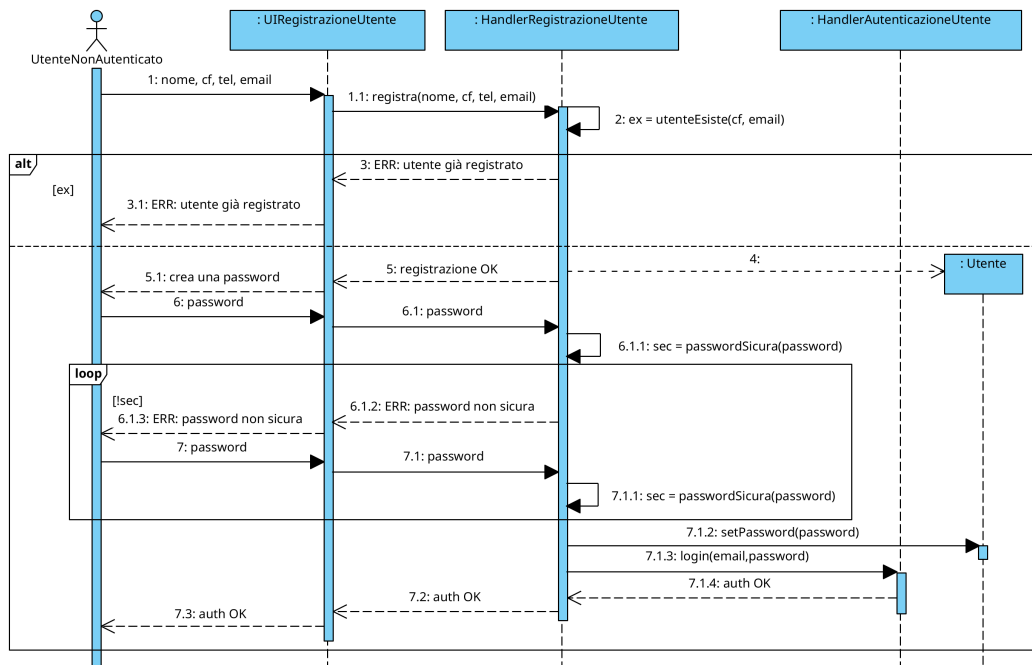 : UIRegistrazioneUtente
: HandlerRegistrazioneUtente
: HandlerAutenticazioneUtente
UtenteNonAutenticato
1: nome, cf, tel, email
1.1: registra(nome, cf, tel, email)
2: ex = utenteEsiste(cf, email)
alt
3: ERR: utente già registrato
[ex]
3.1: ERR: utente già registrato
4:
: Utente
5: registrazione OK
5.1: crea una password
6: password
6.1: password
6.1.1: sec = passwordSicura(password)
loop
[!sec]
6.1.2: ERR: password non sicura
6.1.3: ERR: password non sicura
7: password
7.1: password
7.1.1: sec = passwordSicura(password)
7.1.2: setPassword(password)
7.1.3: login(email,password)
7.1.4: auth OK
7.2: auth OK
7.3: auth OK